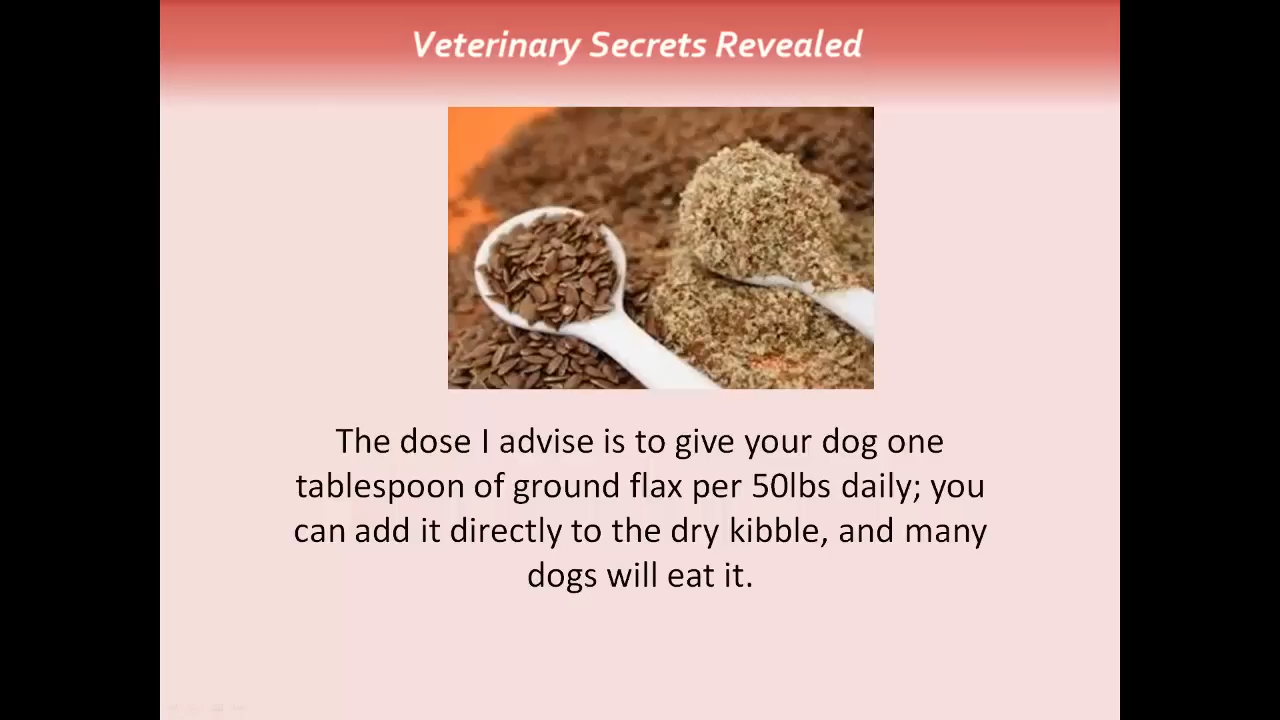 Veterinary Secrets Revealed
The dose I advise is to give your dog one
tablespoon of ground flax per 50lbs daily; you
can add it directly to the dry kibble, and many
dogs will eat it.